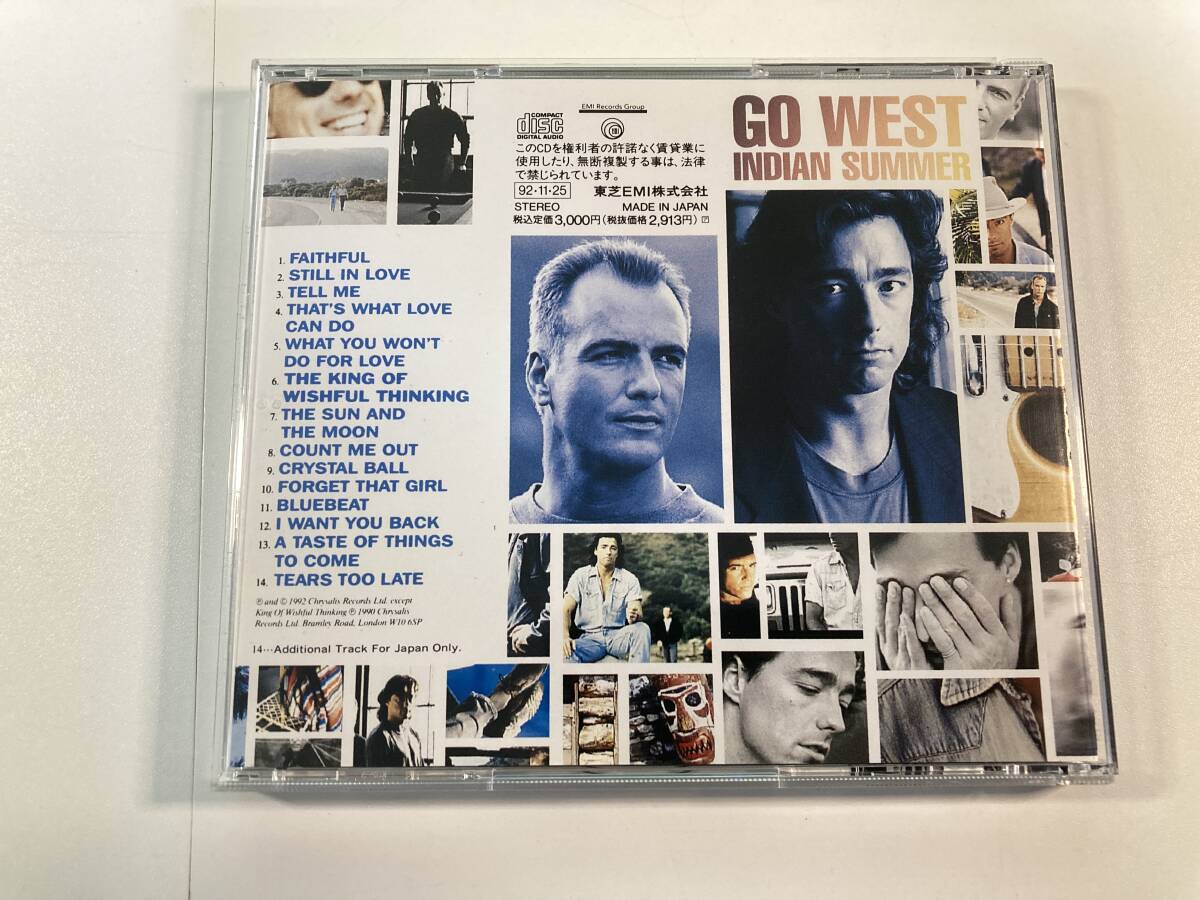 COMPACT
disc
DIGITAL AUDIO
EMI Records Group
EMI
このCDを権利者の許諾なく賃貸業に
使用したり、無断複製する事は、法律
で禁じられています。
92・11・25 東芝EMI株式会社
STEREO MADE IN JAPAN
税込定価3,000円(税抜価格2,913円) Ⓟ
GO WEST
INDIAN SUMMER
1. FAITHFUL
2. STILL IN LOVE
3. TELL ME
4. THAT'S WHAT LOVE
CAN DO
5. WHAT YOU WON'T
DO FOR LOVE
6. THE KING OF
WISHFUL THINKING
7. THE SUN AND
THE MOON
8. COUNT ME OUT
9. CRYSTAL BALL
10. FORGET THAT GIRL
11. BLUEBEAT
12. I WANT YOU BACK
13. A TASTE OF THINGS
TO COME
14. TEARS TOO LATE
Ⓟ and © 1992 Chrysalis Records Ltd. except
King Of Wishful Thinking Ⓟ 1990 Chrysalis
Records Ltd. Bramley Road, London W10 6SP
14…Additional Track For Japan Only.